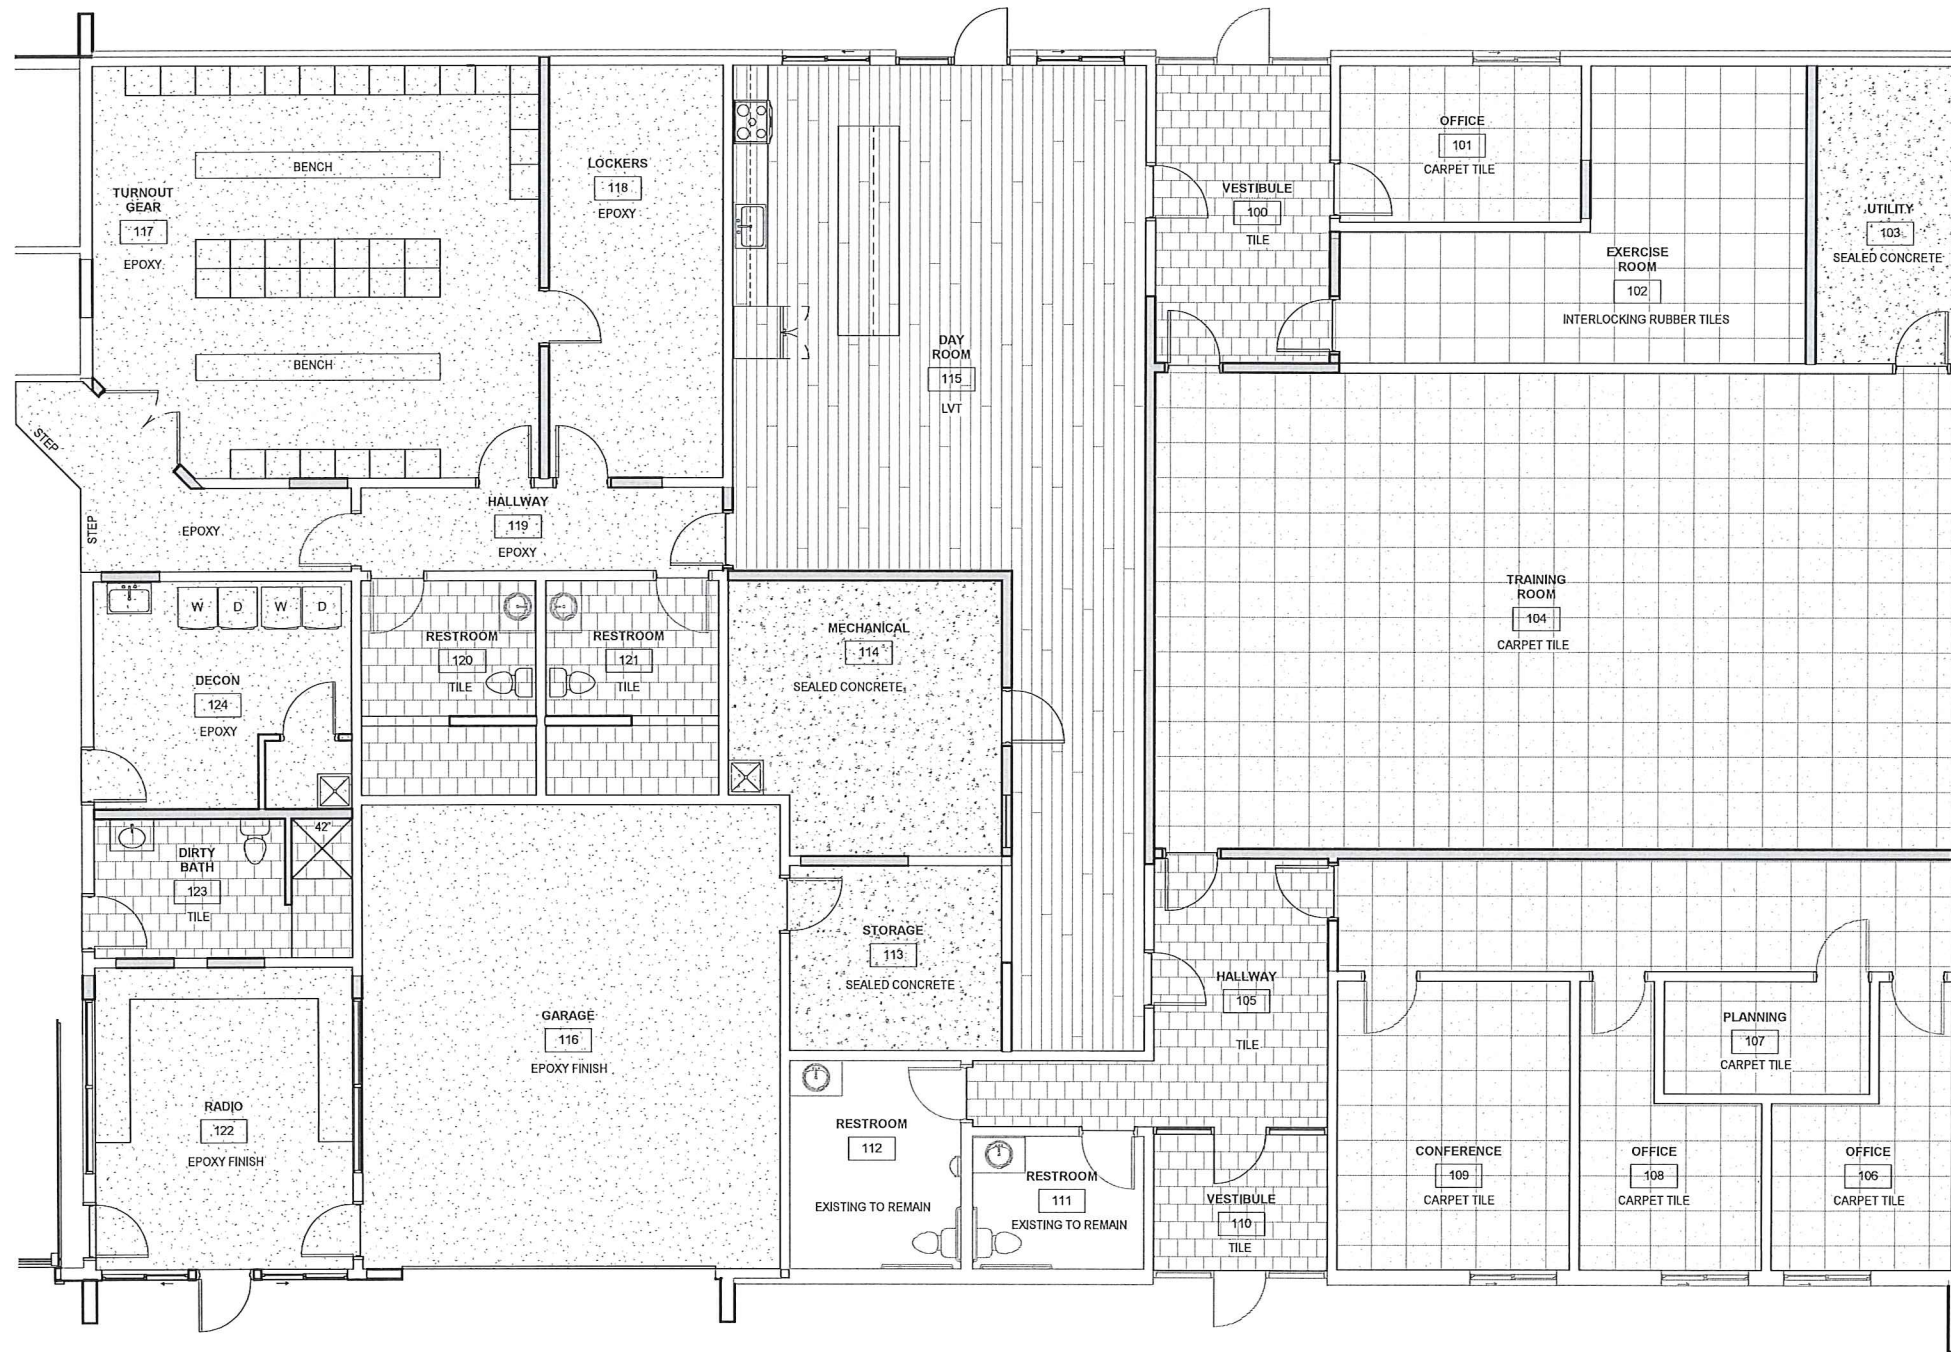 OFFICE
101
CARPET TILE
BENCH
LOCKERS
118
EPOXY
TURNOUT
GEAR
117
EPOXY
VESTIBULE
100
TILE
UTILITY
103
SEALED CONCRETE
EXERCISE
ROOM
102
INTERLOCKING RUBBER TILES
BENCH
DAY
ROOM
115
LVT
STEP
STEP
EPOXY
HALLWAY
119
EPOXY
TRAINING
ROOM
104
CARPET TILE
W D W D
RESTROOM
120
TILE
RESTROOM
121
TILE
MECHANICAL
114
SEALED CONCRETE
DECON
124
EPOXY
42"
DIRTY
BATH
123
TILE
STORAGE
113
SEALED CONCRETE
HALLWAY
105
TILE
GARAGE
116
EPOXY FINISH
PLANNING
107
CARPET TILE
RADIO
122
EPOXY FINISH
RESTROOM
112
EXISTING TO REMAIN
RESTROOM
111
EXISTING TO REMAIN
VESTIBULE
110
TILE
CONFERENCE
109
CARPET TILE
OFFICE
108
CARPET TILE
OFFICE
106
CARPET TILE